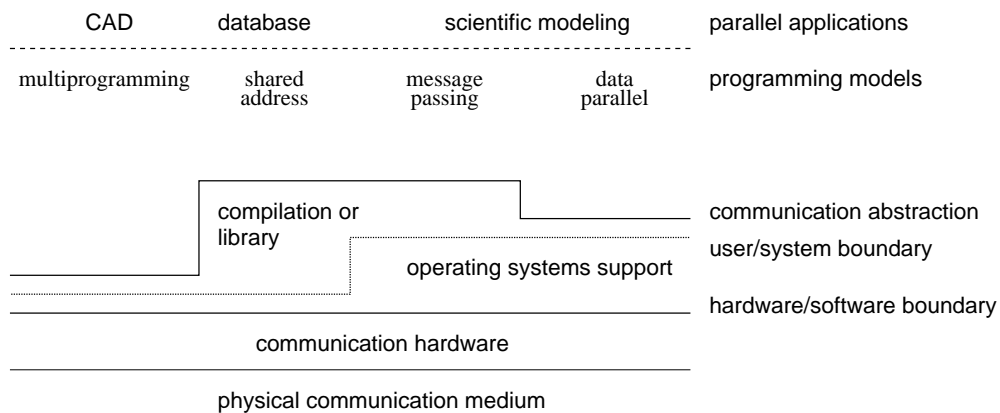 CAD database scientific modeling parallel applications
multiprogramming shared address message passing data parallel programming models
compilation or library
communication abstraction
user/system boundary
operating systems support
hardware/software boundary
communication hardware
physical communication medium